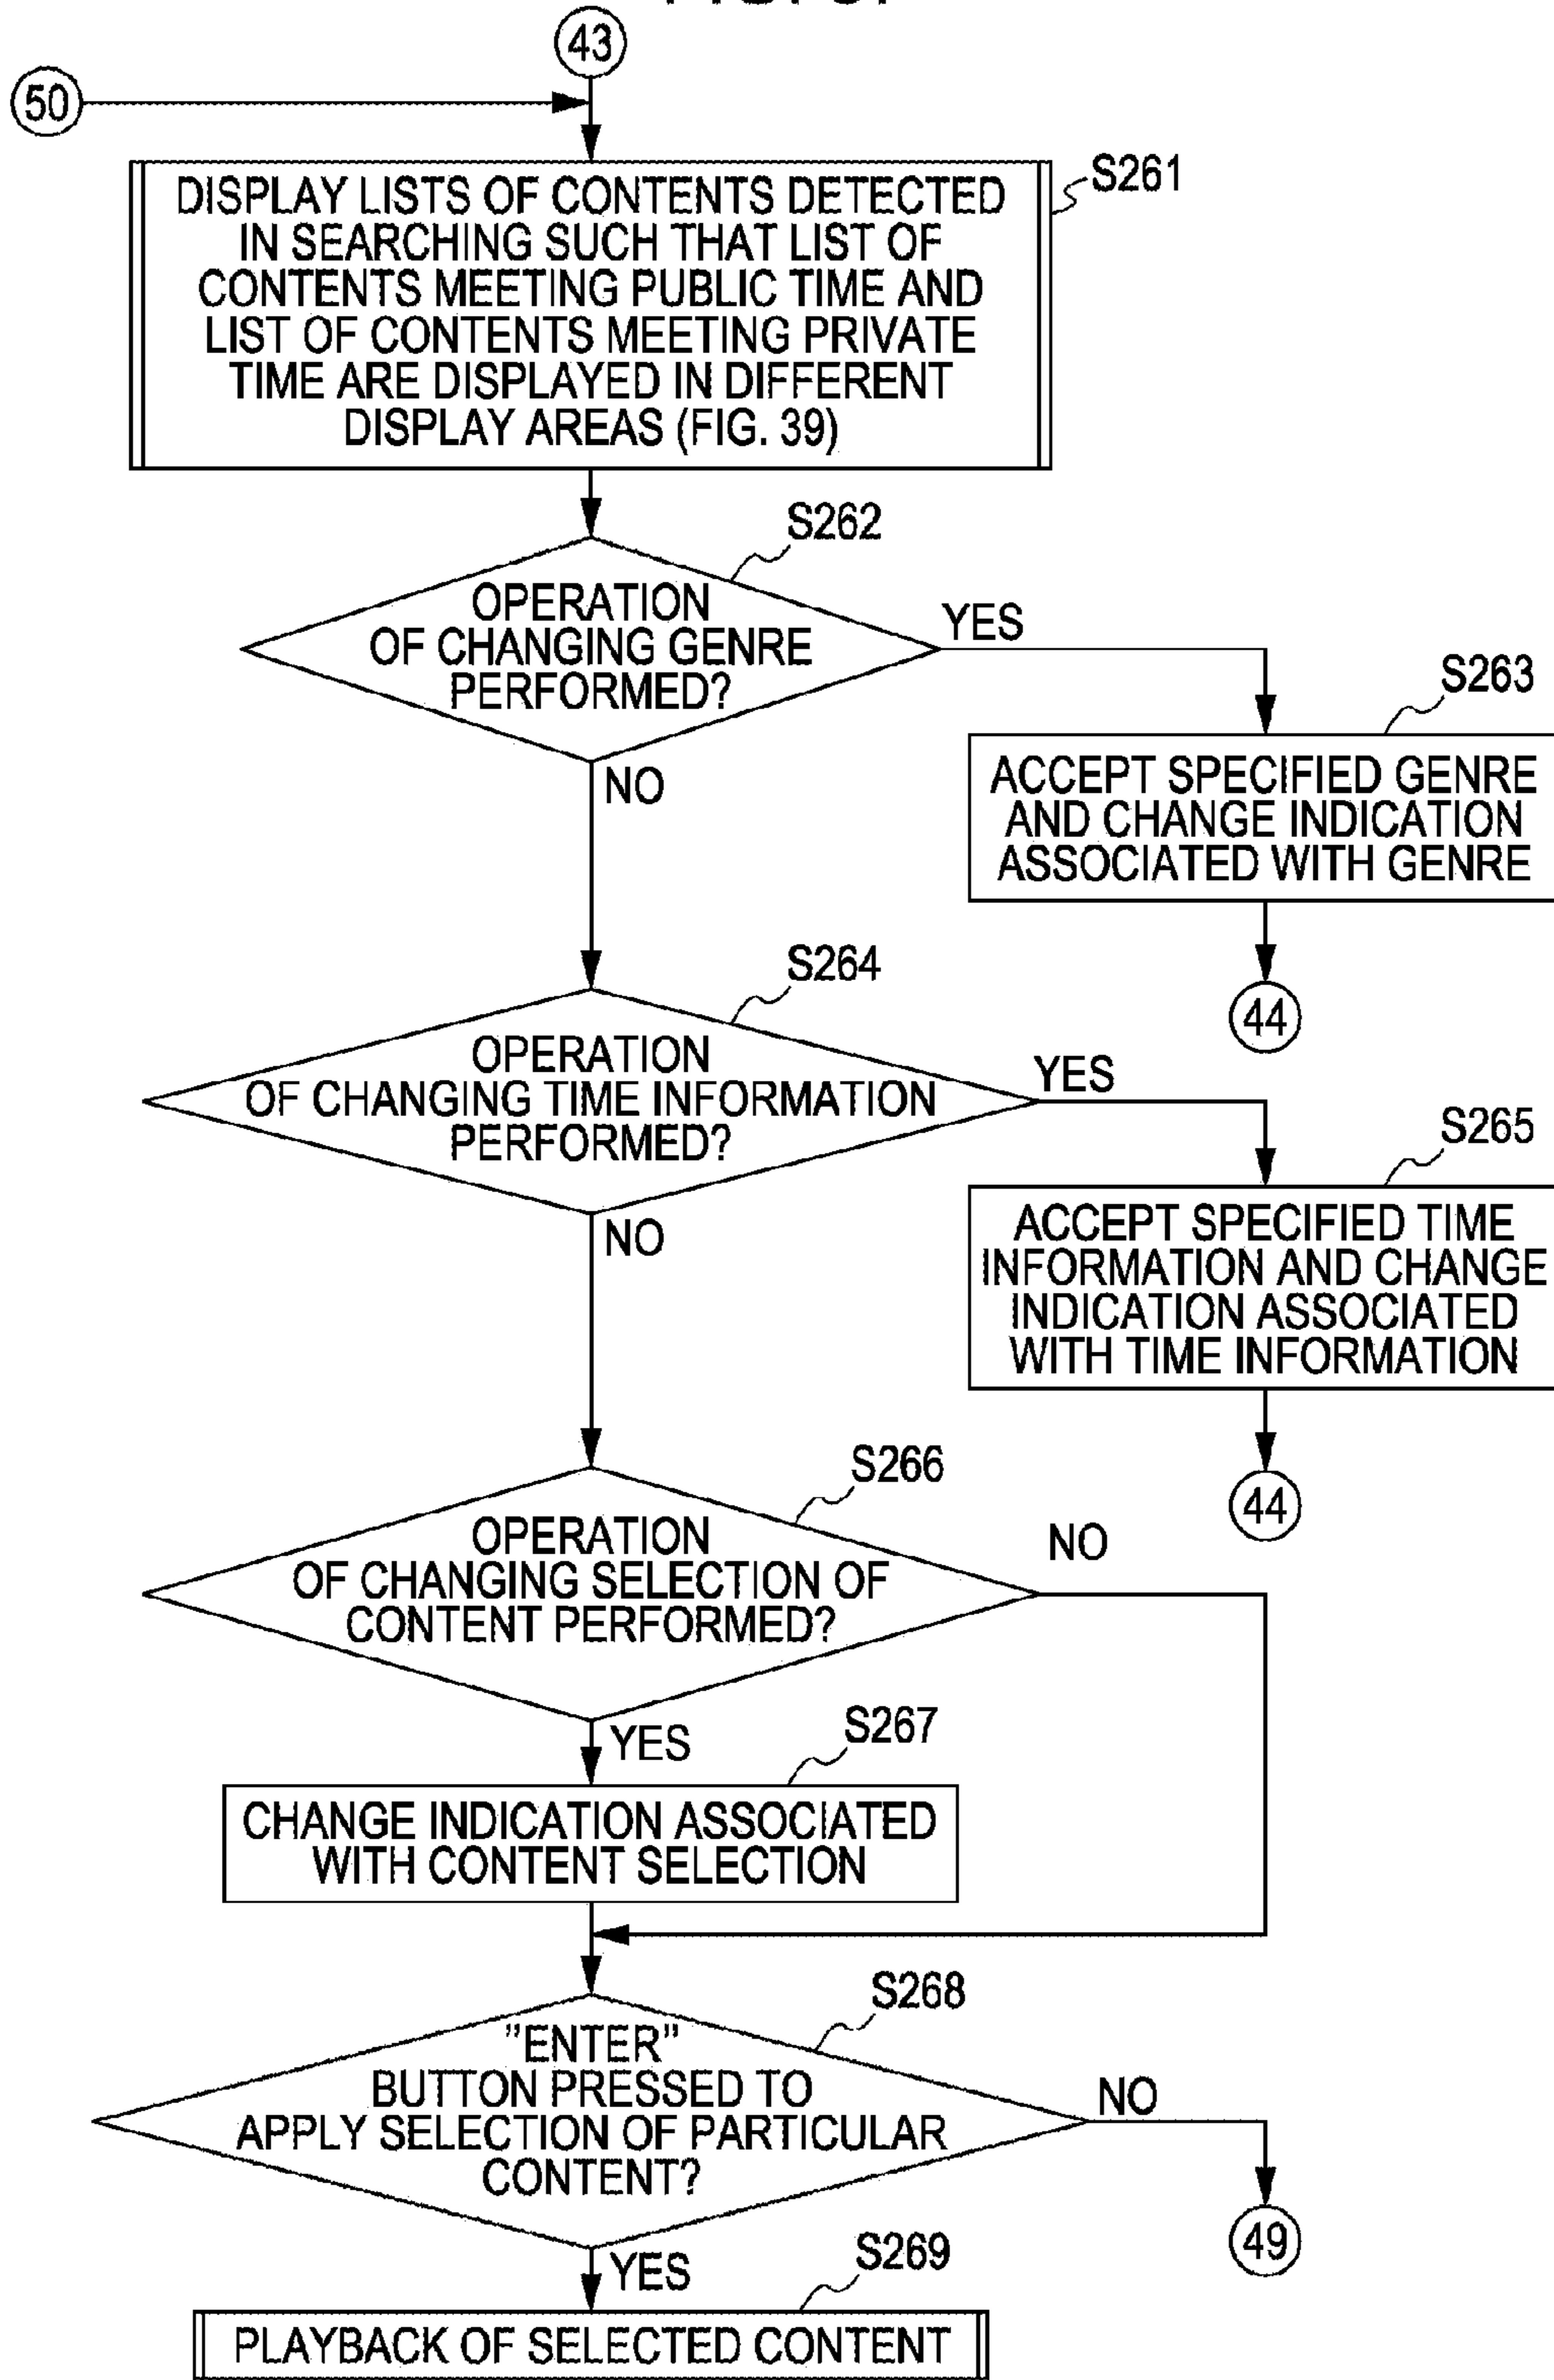 43
50
DISPLAY LISTS OF CONTENTS DETECTED
IN SEARCHING SUCH THAT LIST OF
CONTENTS MEETING PUBLIC TIME AND
LIST OF CONTENTS MEETING PRIVATE
TIME ARE DISPLAYED IN DIFFERENT
DISPLAY AREAS (FIG. 39)
S261
S262
OPERATION
OF CHANGING GENRE
PERFORMED?
YES
NO
S263
ACCEPT SPECIFIED GENRE
AND CHANGE INDICATION
ASSOCIATED WITH GENRE
44
S264
OPERATION
OF CHANGING TIME INFORMATION
PERFORMED?
YES
NO
S265
ACCEPT SPECIFIED TIME
INFORMATION AND CHANGE
INDICATION ASSOCIATED
WITH TIME INFORMATION
44
S266
OPERATION
OF CHANGING SELECTION OF
CONTENT PERFORMED?
NO
YES
S267
CHANGE INDICATION ASSOCIATED
WITH CONTENT SELECTION
S268
"ENTER"
BUTTON PRESSED TO
APPLY SELECTION OF PARTICULAR
CONTENT?
NO
49
YES
S269
PLAYBACK OF SELECTED CONTENT